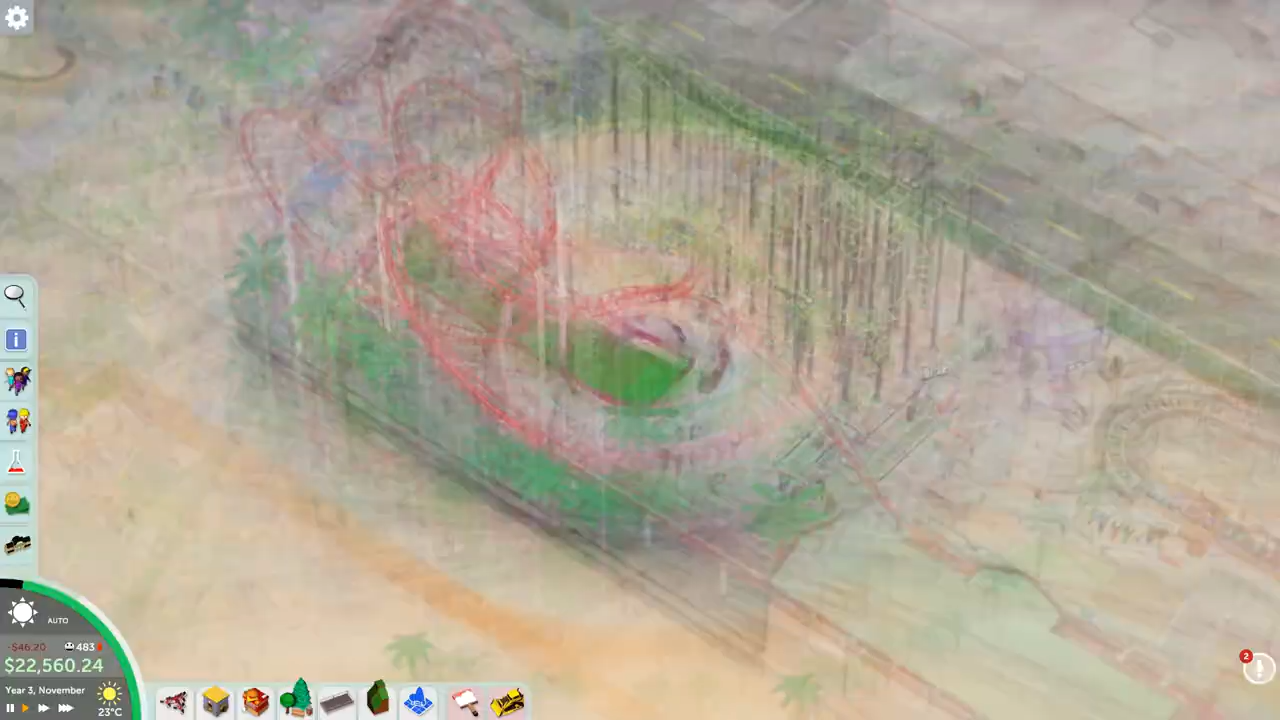 AUTO
-$46.20 483
$22,560.24
Year 3, November
23°C
2